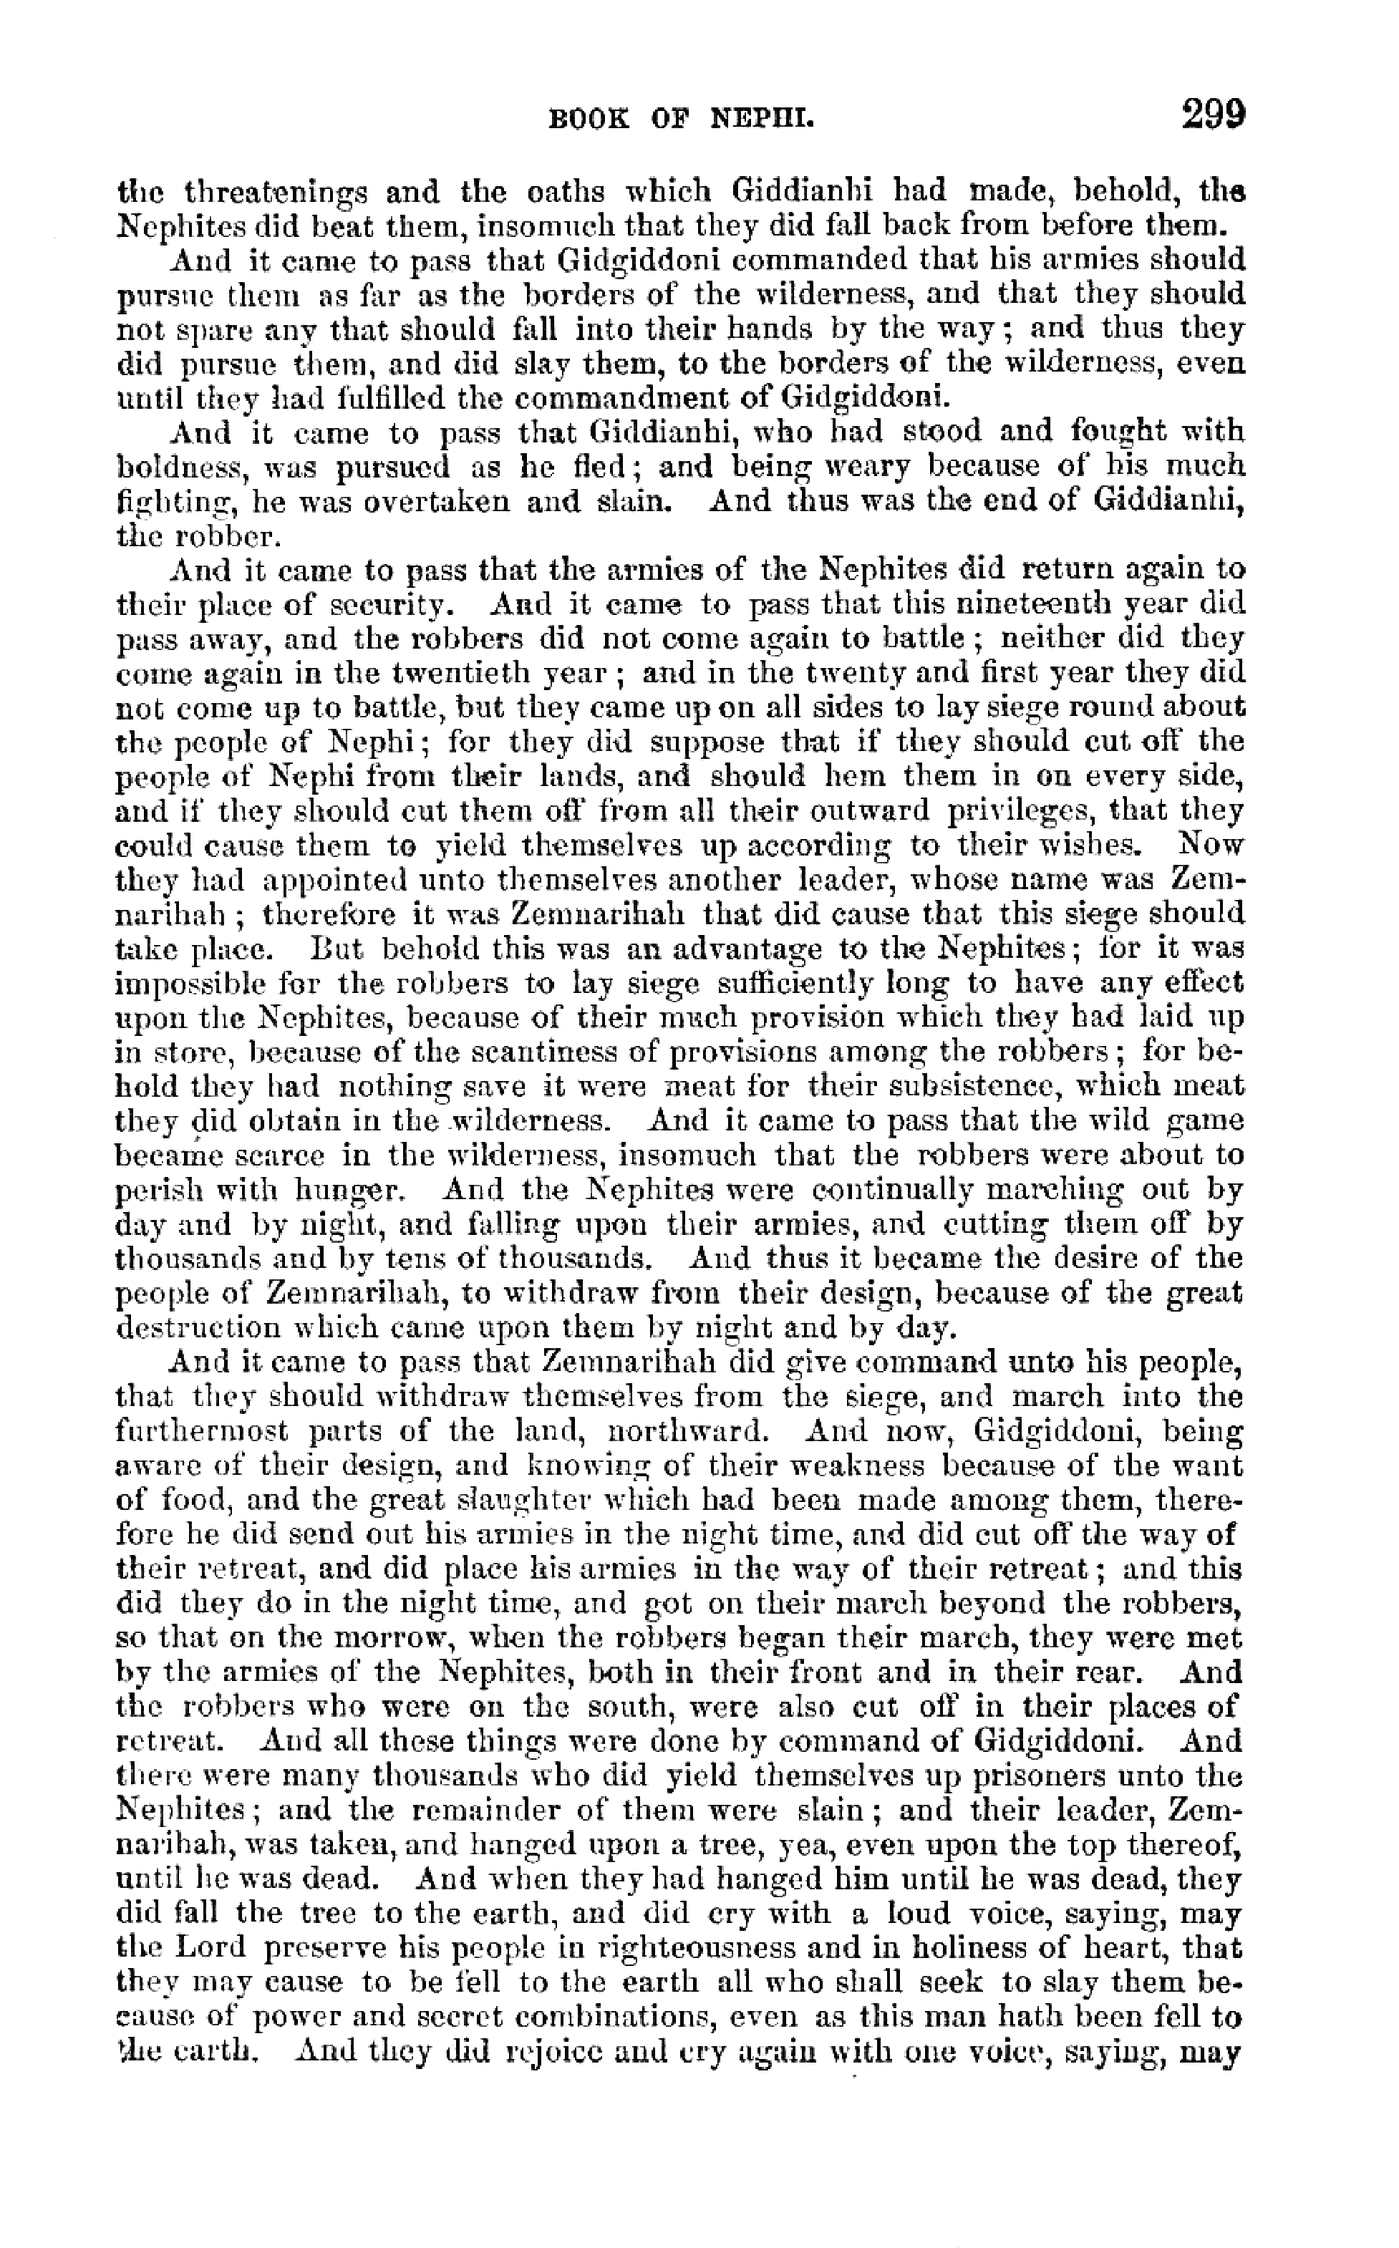 BOOK OF NEPHI. 299
the threatenings and the oaths which Giddianhi had made, behold, the
Nephites did beat them, insomuch that they did fall back from before them.
And it came to pass that Gidgiddoni commanded that his armies should
pursue them as far as the borders of the wilderness, and that they should
not spare any that should fall into their hands by the way; and thus they
did pursue them, and did slay them, to the borders of the wilderness, even
until they had fulfilled the commandment of Gidgiddoni.
And it came to pass that Giddianhi, who had stood and fought with
boldness, was pursued as he fled; and being weary because of his much
fighting, he was overtaken and slain. And thus was the end of Giddianhi,
the robber.
And it came to pass that the armies of the Nephites did return again to
their place of security. And it came to pass that this nineteenth year did
pass away, and the robbers did not come again to battle; neither did they
come again in the twentieth year; and in the twenty and first year they did
not come up to battle, but they came up on all sides to lay siege round about
the people of Nephi; for they did suppose that if they should cut off the
people of Nephi from their lands, and should hem them in on every side,
and if they should cut them off from all their outward privileges, that they
could cause them to yield themselves up according to their wishes. Now
they had appointed unto themselves another leader, whose name was Zem-
narihah; therefore it was Zemnarihah that did cause that this siege should
take place. But behold this was an advantage to the Nephites; for it was
impossible for the robbers to lay siege sufficiently long to have any effect
upon the Nephites, because of their much provision which they had laid up
in store, because of the scantiness of provisions among the robbers; for be-
hold they had nothing save it were meat for their subsistence, which meat
they did obtain in the wilderness. And it came to pass that the wild game
became scarce in the wilderness, insomuch that the robbers were about to
perish with hunger. And the Nephites were continually marching out by
day and by night, and falling upon their armies, and cutting them off by
thousands and by tens of thousands. And thus it became the desire of the
people of Zemnarihah, to withdraw from their design, because of the great
destruction which came upon them by night and by day.
And it came to pass that Zemnarihah did give command unto his people,
that they should withdraw themselves from the siege, and march into the
furthermost parts of the land, northward. And now, Gidgiddoni, being
aware of their design, and knowing of their weakness because of the want
of food, and the great slaughter which had been made among them, there-
fore he did send out his armies in the night time, and did cut off the way of
their retreat, and did place his armies in the way of their retreat; and this
did they do in the night time, and got on their march beyond the robbers,
so that on the morrow, when the robbers began their march, they were met
by the armies of the Nephites, both in their front and in their rear. And
the robbers who were on the south, were also cut off in their places of
retreat. And all these things were done by command of Gidgiddoni. And
there were many thousands who did yield themselves up prisoners unto the
Nephites; and the remainder of them were slain; and their leader, Zem-
narihah, was taken, and hanged upon a tree, yea, even upon the top thereof,
until he was dead. And when they had hanged him until he was dead, they
did fall the tree to the earth, and did cry with a loud voice, saying, may
the Lord preserve his people in righteousness and in holiness of heart, that
they may cause to be fell to the earth all who shall seek to slay them be-
cause of power and secret combinations, even as this man hath been fell to
the earth. And they did rejoice and cry again with one voice, saying, may